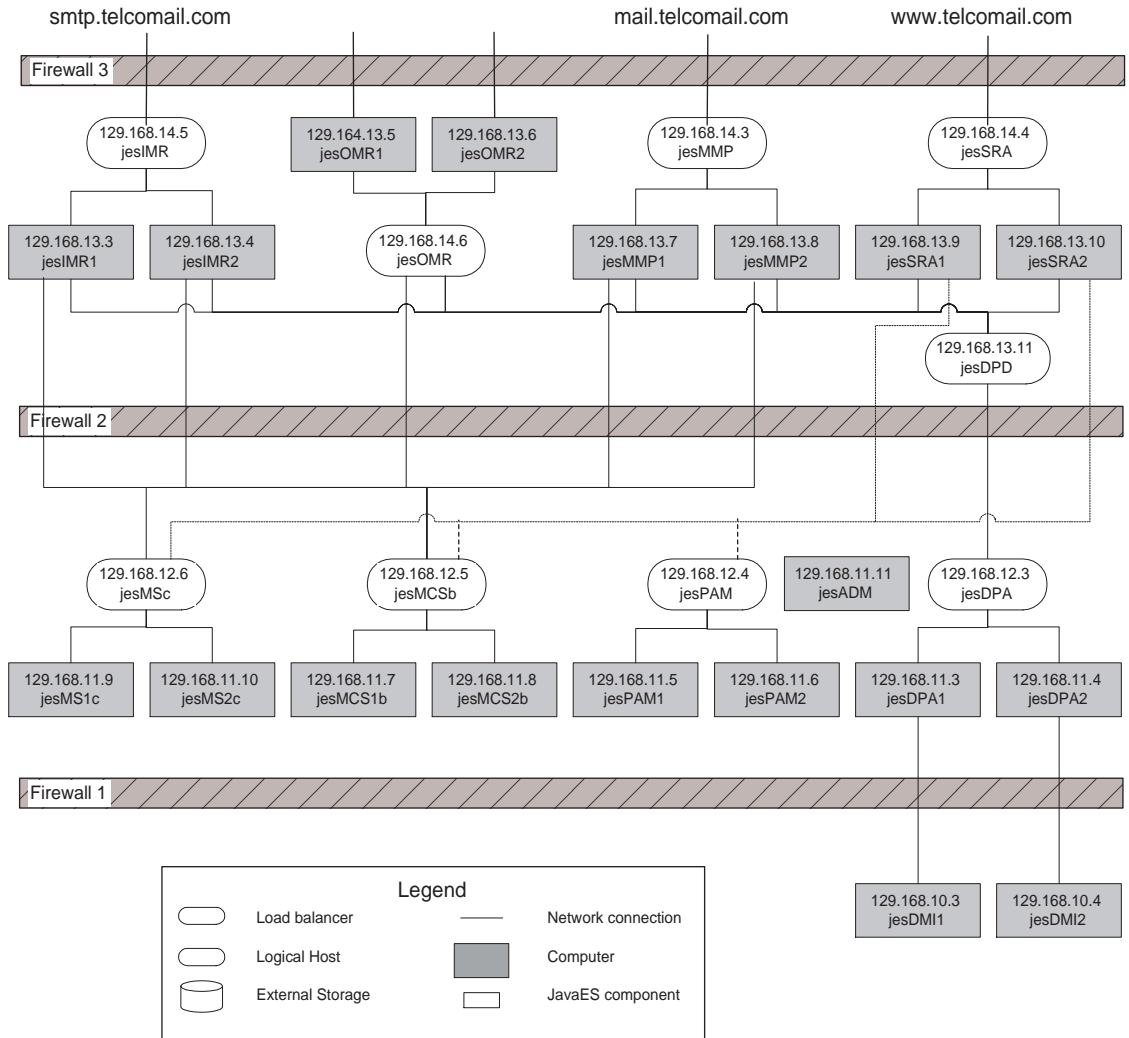 smtp.telcomail.com
mail.telcomail.com
www.telcomail.com
Firewall 3
129.168.14.5
jesIMR
129.164.13.5
jesOMR1
129.168.13.6
jesOMR2
129.168.14.3
jesMMP
129.168.14.4
jesSRA
129.168.13.3
jesIMR1
129.168.13.4
jesIMR2
129.168.14.6
jesOMR
129.168.13.7
jesMMP1
129.168.13.8
jesMMP2
129.168.13.9
jesSRA1
129.168.13.10
jesSRA2
129.168.13.11
jesDPD
Firewall 2
129.168.12.6
jesMSc
129.168.12.5
jesMCSb
129.168.12.4
jesPAM
129.168.11.11
jesADM
129.168.12.3
jesDPA
129.168.11.9
jesMS1c
129.168.11.10
jesMS2c
129.168.11.7
jesMCS1b
129.168.11.8
jesMCS2b
129.168.11.5
jesPAM1
129.168.11.6
jesPAM2
129.168.11.3
jesDPA1
129.168.11.4
jesDPA2
Firewall 1
129.168.10.3
jesDMI1
129.168.10.4
jesDMI2
Legend
Load balancer
Network connection
Logical Host
Computer
External Storage
JavaES component